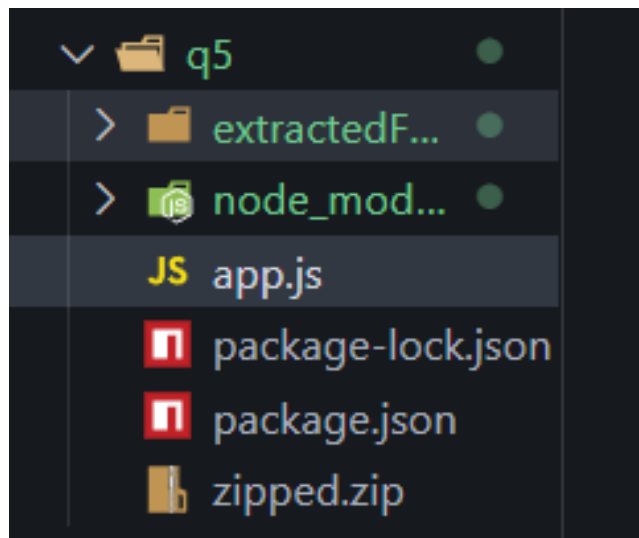 q5
extractedF...
node_mod...
JS app.js
package-lock.json
package.json
zipped.zip